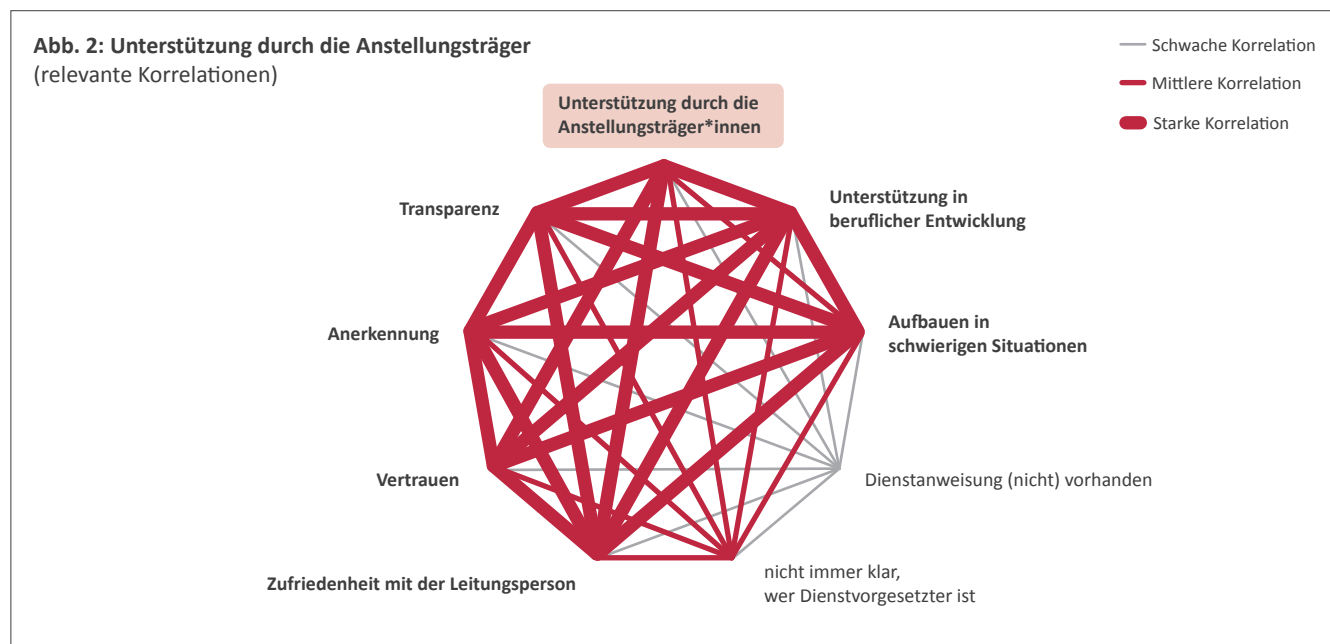 Abb. 2: Unterstützung durch die Anstellungsträger
(relevante Korrelationen)
Schwache Korrelation
Mittlere Korrelation
Starke Korrelation
Unterstützung durch die
Anstellungsträger*innen
Transparenz
Unterstützung in
beruflicher Entwicklung
Anerkennung
Aufbauen in
schwierigen Situationen
Vertrauen
Dienstanweisung (nicht) vorhanden
Zufriedenheit mit der Leitungsperson
nicht immer klar,
wer Dienstvorgesetzter ist